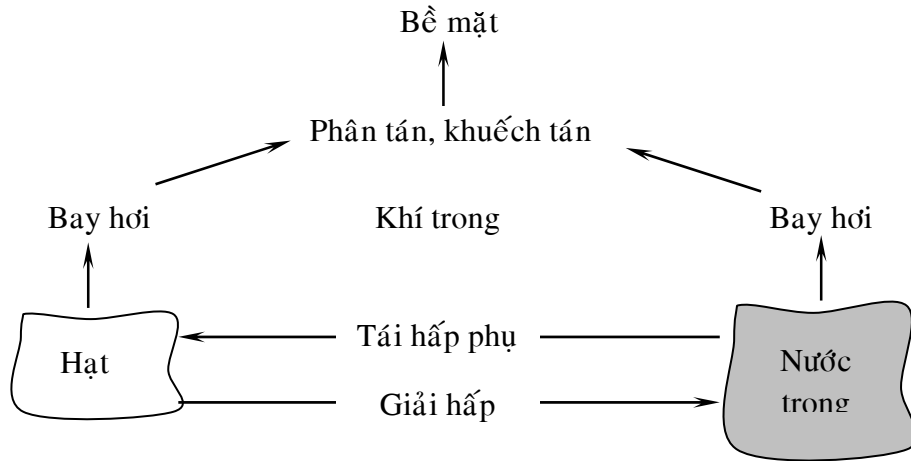 Bề mặt
Phân tán, khuếch tán
Bay hơi
Khí trong
Bay hơi
Tái hấp phụ
Hạt
Nước
trong
Giải hấp